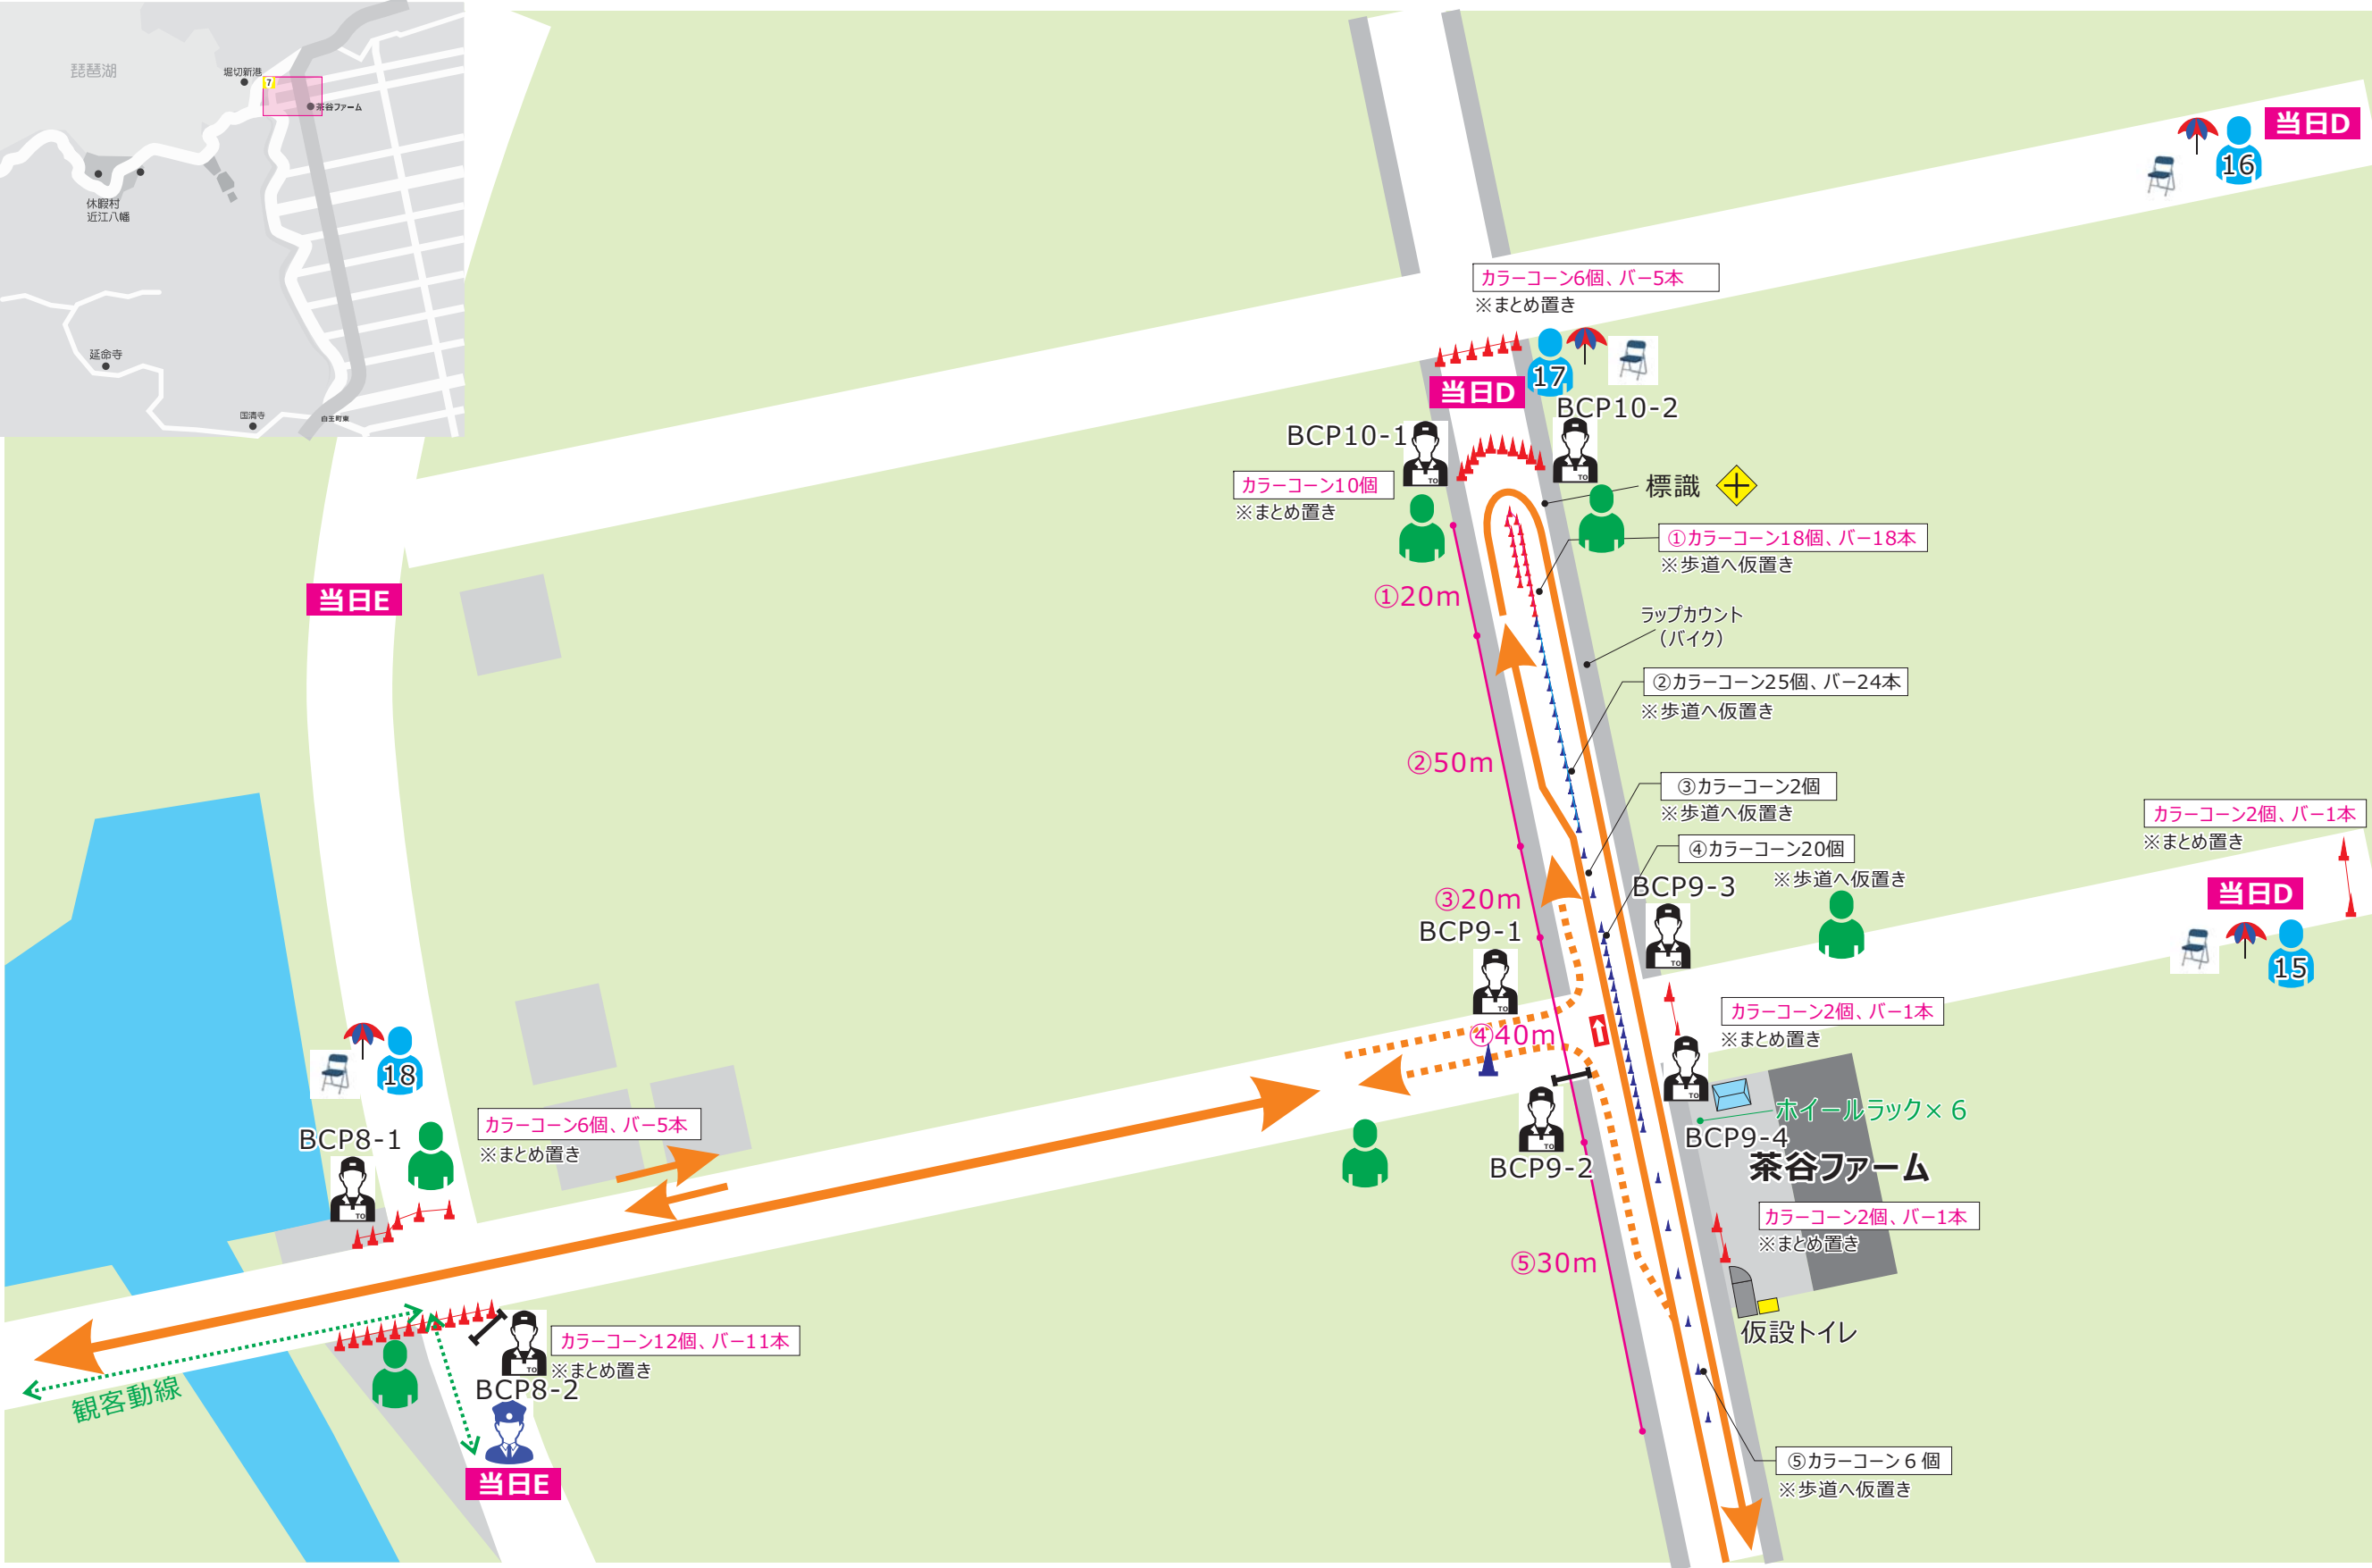 琵琶湖
堀切新港
7
茶谷ファーム
休暇村
近江八幡
延命寺
国清寺
白王町東
当日D
16
カラーコーン6個、バー5本
※まとめ置き
17
当日D
BCP10-2
BCP10-1
TO
TO
カラーコーン10個
※まとめ置き
標識
①カラーコーン18個、バー18本
※歩道へ仮置き
当日E
①20m
ラップカウント
（バイク）
②カラーコーン25個、バー24本
※歩道へ仮置き
②50m
③カラーコーン2個
※歩道へ仮置き
カラーコーン2個、バー1本
※まとめ置き
④カラーコーン20個
※歩道へ仮置き
BCP9-3
TO
当日D
15
③20m
BCP9-1
TO
カラーコーン2個、バー1本
※まとめ置き
④40m
18
TO
ホイールラック×６
BCP9-4
茶谷ファーム
カラーコーン6個、バー5本
※まとめ置き
BCP8-1
TO
TO
BCP9-2
カラーコーン2個、バー1本
※まとめ置き
⑤30m
仮設トイレ
カラーコーン12個、バー11本
※まとめ置き
TO
BCP8-2
観客動線
当日E
⑤カラーコーン６個
※歩道へ仮置き